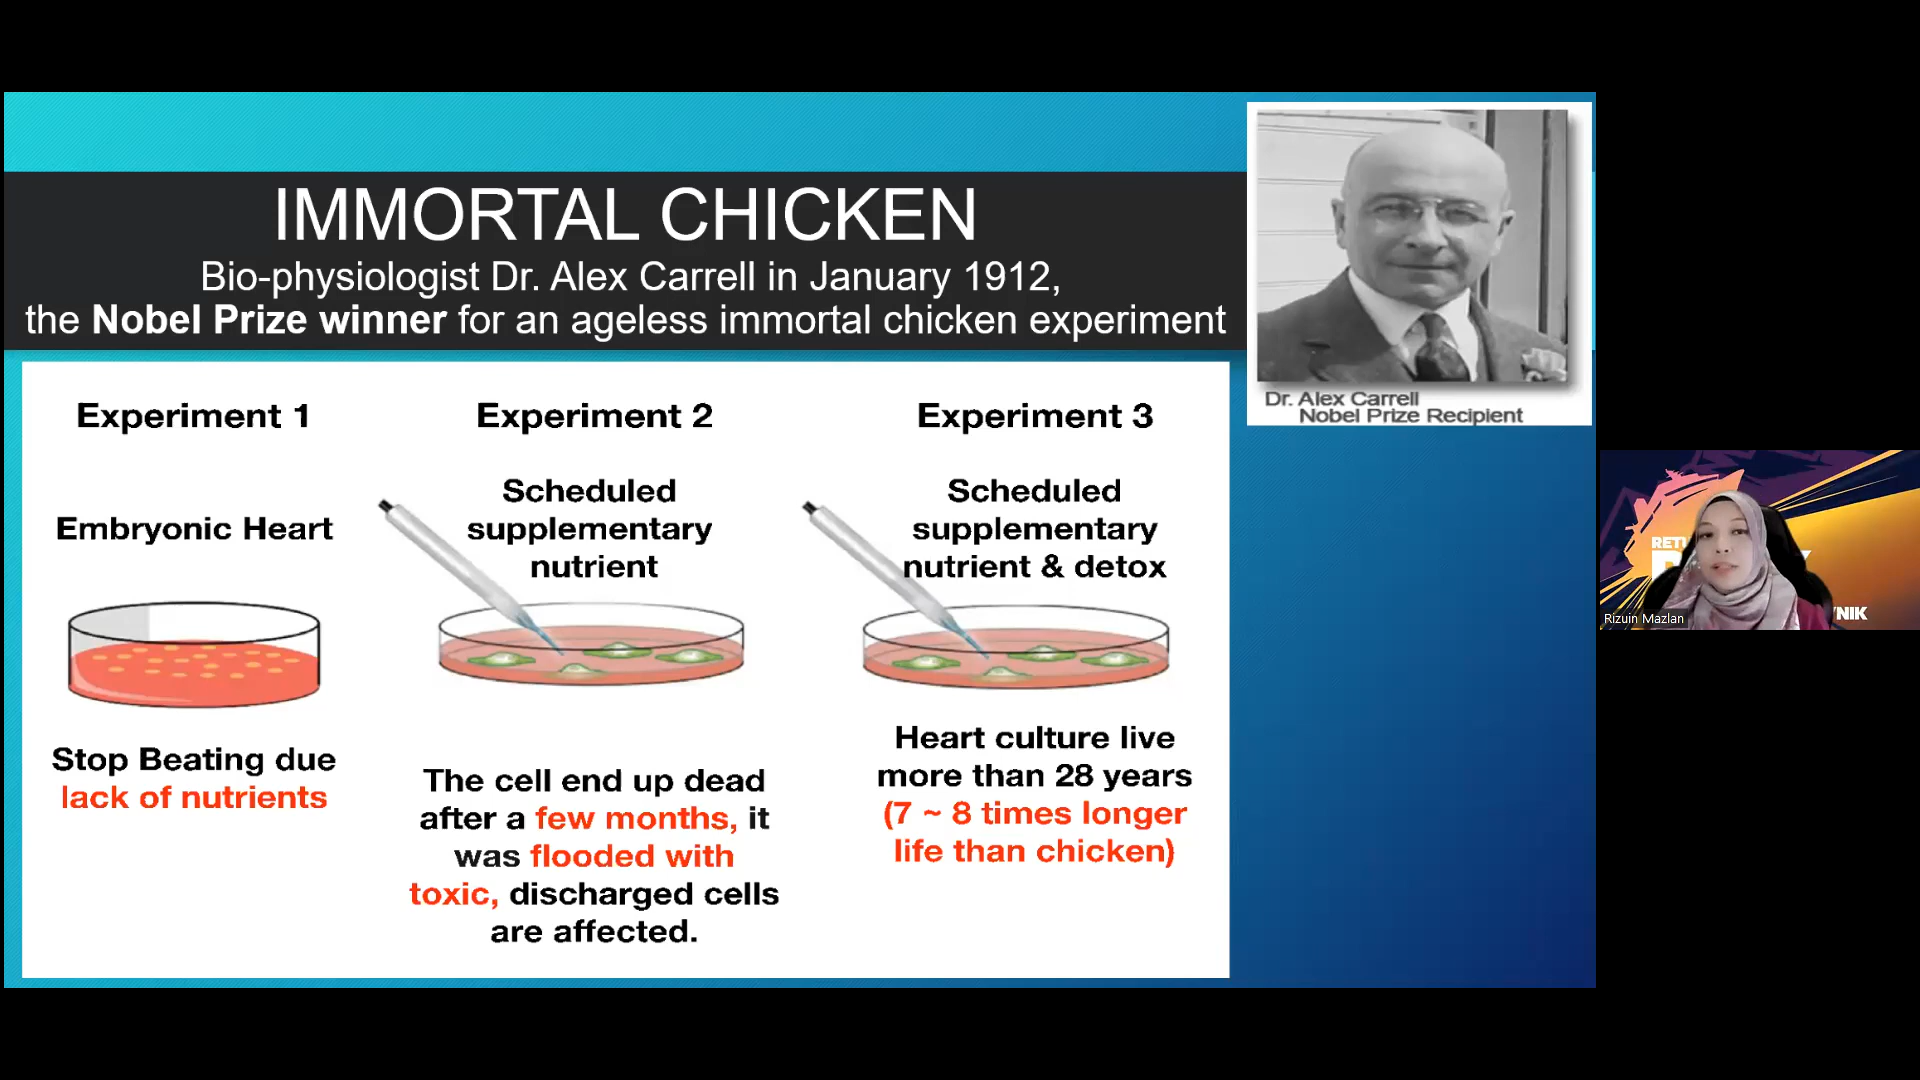 IMMORTAL CHICKEN
Bio-physiologist Dr. Alex Carrell in January 1912,
the Nobel Prize winner for an ageless immortal chicken experiment
Dr. Alex Carrell
Nobel Prize Recipient
Experiment 1
Embryonic Heart
Stop Beating due
lack of nutrients
Experiment 2
Scheduled
supplementary
nutrient
The cell end up dead
after a few months, it
was flooded with
toxic, discharged cells
are affected.
Experiment 3
Scheduled
supplementary
nutrient & detox
Heart culture live
more than 28 years
(7 ~ 8 times longer
life than chicken)
Rizuin Mazlan